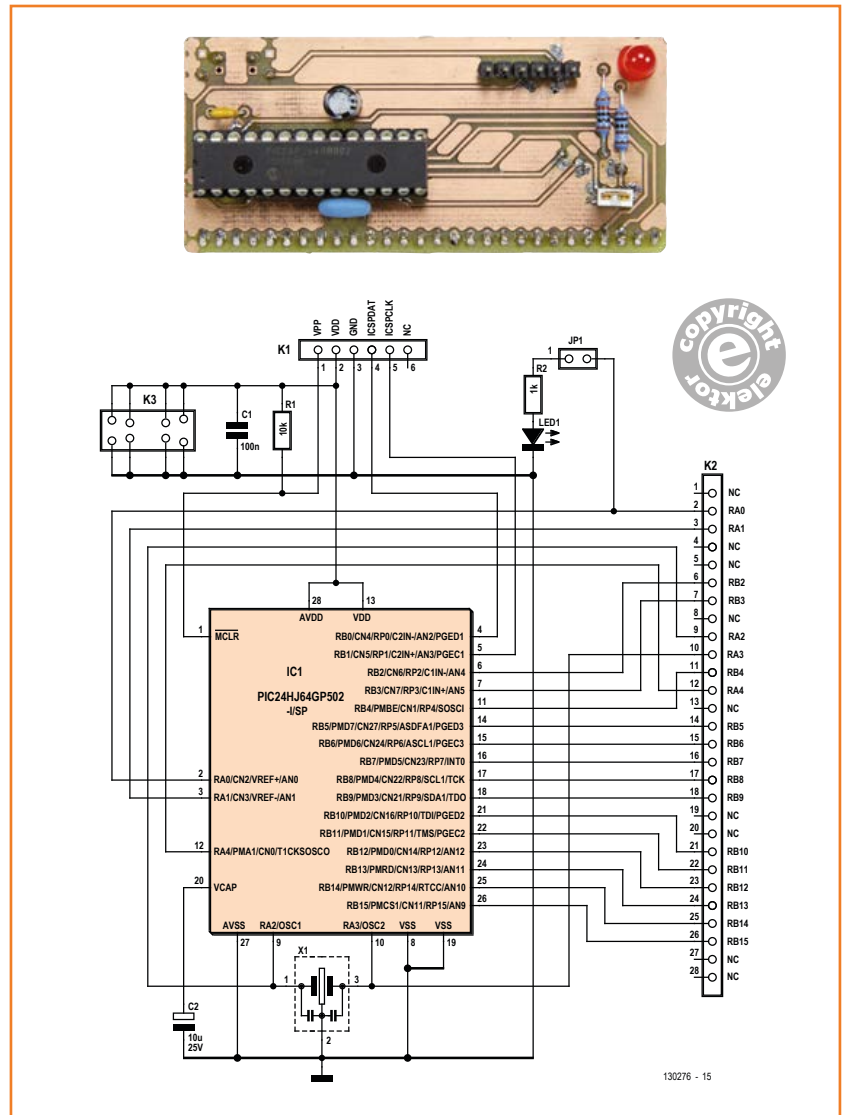 VPP
VDD
GND
ICSPDAT
ICSPCLK
NC
K1
1
2
3
4
5
6
copyright
e
elektor
JP1
1
R2
1k
LED1
K3
C1
100n
R1
10k
K2
1 NC
2 RA0
3 RA1
4 NC
5 NC
6 RB2
7 RB3
8 NC
9 RA2
10 RA3
11 RB4
12 RA4
13 NC
14 RB5
15 RB6
16 RB7
17 RB8
18 RB9
19 NC
20 NC
21 RB10
22 RB11
23 RB12
24 RB13
25 RB14
26 RB15
27 NC
28 NC
28
13
AVDD
VDD
1
MCLR
RB0/CN4/RP0/C2IN-/AN2/PGED1
4
RB1/CN5/RP1/C2IN+/AN3/PGEC1
5
IC1
RB2/CN6/RP2/C1IN-/AN4
6
PIC24HJ64GP502
RB3/CN7/RP3/C1IN+/AN5
7
-I/SP
RB4/PMBE/CN1/RP4/SOSCI
11
RB5/PMD7/CN27/RP5/ASDFA1/PGED3
14
RB6/PMD6/CN24/RP6/ASCL1/PGEC3
15
RB7/PMD5/CN23/RP7/INT0
16
2
RA0/CN2/VREF+/AN0
RB8/PMD4/CN22/RP8/SCL1/TCK
17
3
RA1/CN3/VREF-/AN1
RB9/PMD3/CN21/RP9/SDA1/TDO
18
RB10/PMD2/CN16/RP10/TDI/PGED2
21
RB11/PMD1/CN15/RP11/TMS/PGEC2
22
12
RA4/PMA1/CN0/T1CKSOSCO
RB12/PMD0/CN14/RP12/AN12
23
RB13/PMRD/CN13/RP13/AN11
24
20
VCAP
RB14/PMWR/CN12/RP14/RTCC/AN10
25
RB15/PMCS1/CN11/RP15/AN9
26
AVSS
RA2/OSC1
RA3/OSC2
VSS
VSS
27
9
10
8
19
X1
1
3
2
C2
10u
25V
130276 - 15